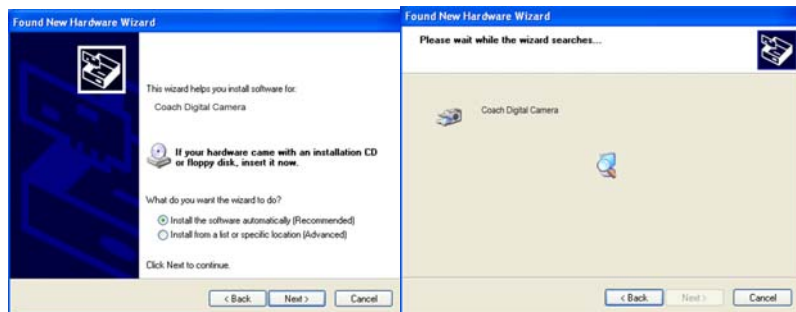 Found New Hardware Wizard
This wizard helps you install software for:
Coach Digital Camera
If your hardware came with an installation CD
or floppy disk, insert it now.
What do you want the wizard to do?
Install the software automatically (Recommended)
Install from a list or specific location (Advanced)
Click Next to continue.
< Back
Next >
Cancel
Found New Hardware Wizard
Please wait while the wizard searches...
Coach Digital Camera
< Back
Next >
Cancel